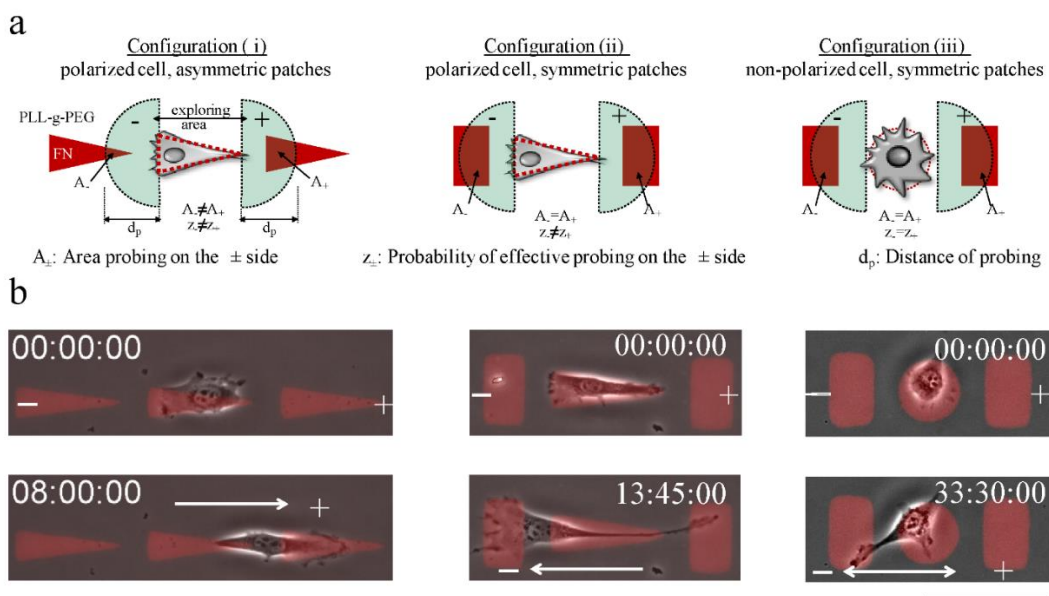 a
Configuration ( i)
polarized cell, asymmetric patches
Configuration (ii)
polarized cell, symmetric patches
Configuration (iii)
non-polarized cell, symmetric patches
PLL-g-PEG
FN
-
exploring
area
+
A-
A+
dp
A-≠A+
z-≠z+
dp
-
+
A-
A+
A-=A+
z-≠z+
-
+
A-
A+
A-=A+
z-=z+
A±: Area probing on the ± side
z±: Probability of effective probing on the ± side
dp: Distance of probing
b
00:00:00
-
+
00:00:00
-
+
00:00:00
-
+
08:00:00
+
13:45:00
-
33:30:00
-
+